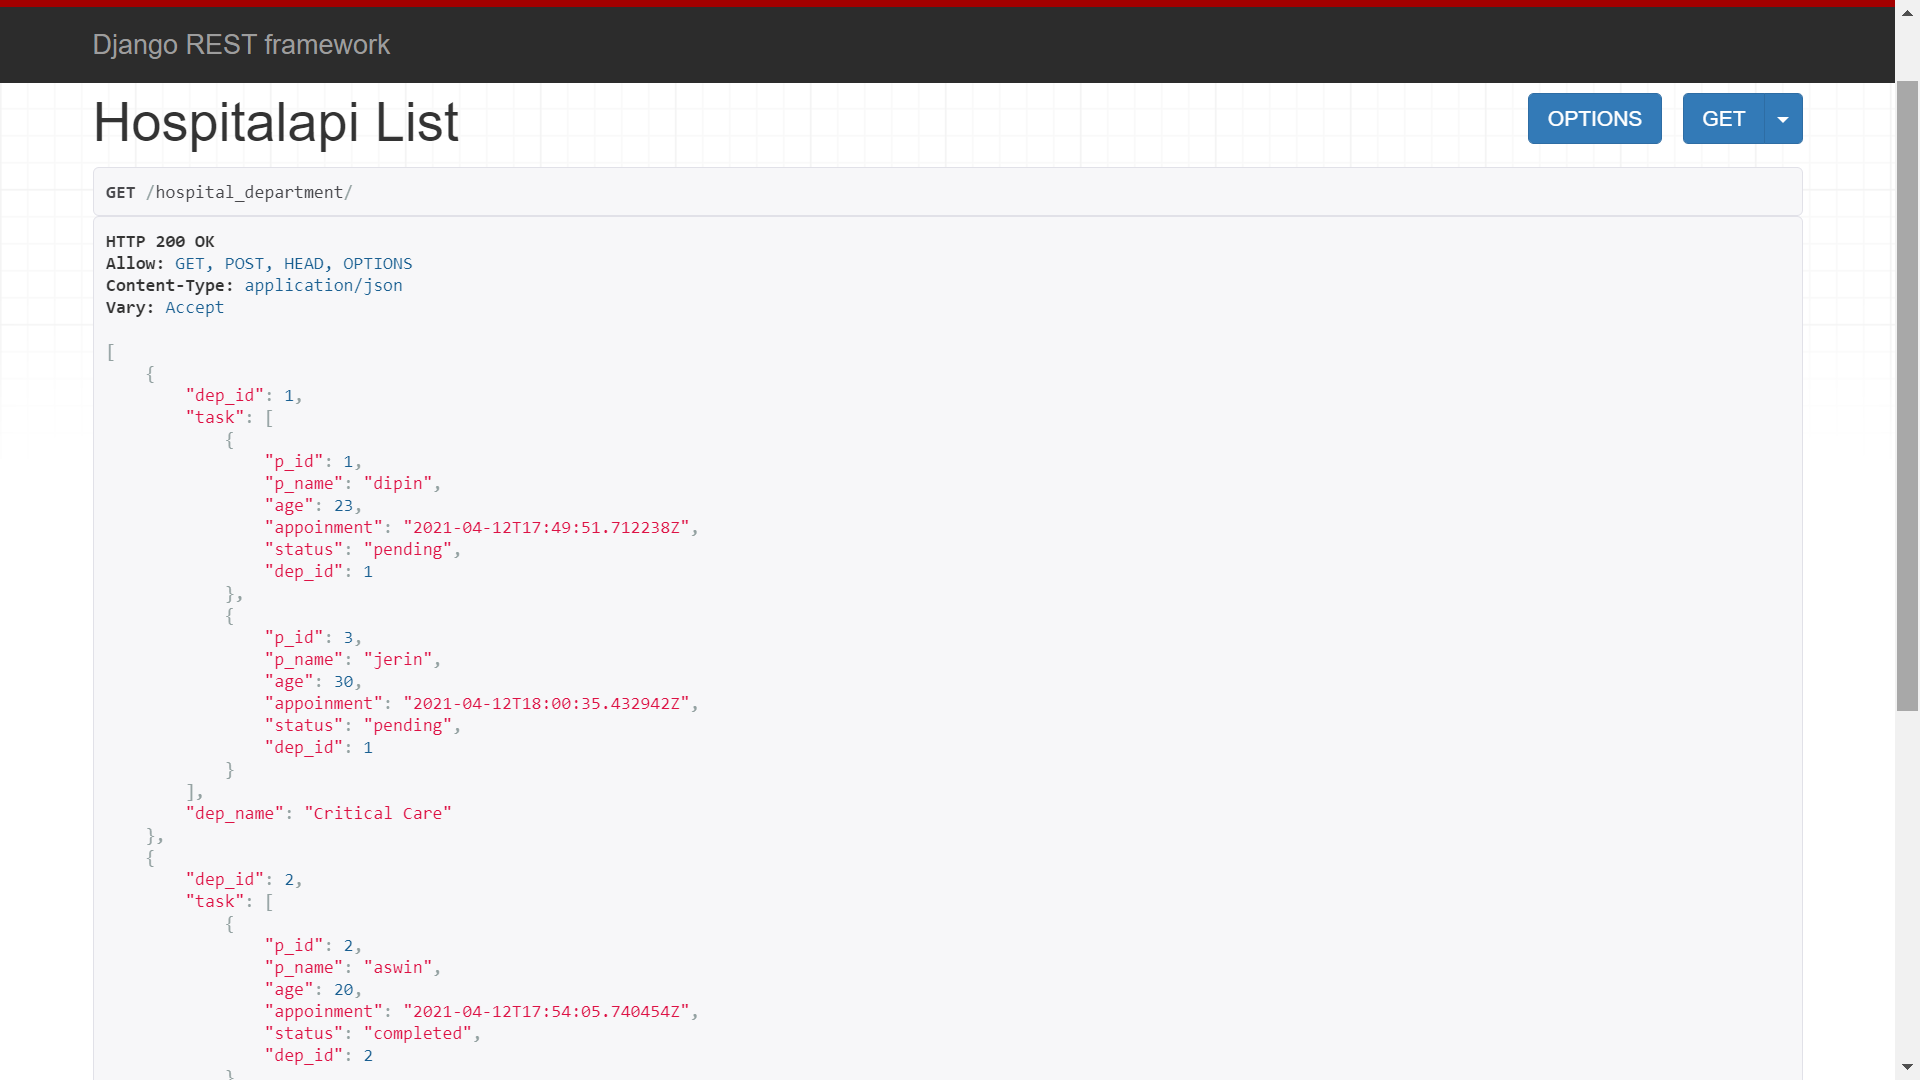 Django REST framework
Hospitalapi List
OPTIONS
GET
GET /hospital_department/
HTTP 200 OK
Allow: GET, POST, HEAD, OPTIONS
Content-Type: application/json
Vary: Accept
[
    {
        "dep_id": 1,
        "task": [
            {
                "p_id": 1,
                "p_name": "dipin",
                "age": 23,
                "appoinment": "2021-04-12T17:49:51.712238Z",
                "status": "pending",
                "dep_id": 1
            },
            {
                "p_id": 3,
                "p_name": "jerin",
                "age": 30,
                "appoinment": "2021-04-12T18:00:35.432942Z",
                "status": "pending",
                "dep_id": 1
            }
        ],
        "dep_name": "Critical Care"
    },
    {
        "dep_id": 2,
        "task": [
            {
                "p_id": 2,
                "p_name": "aswin",
                "age": 20,
                "appoinment": "2021-04-12T17:54:05.740454Z",
                "status": "completed",
                "dep_id": 2
            }